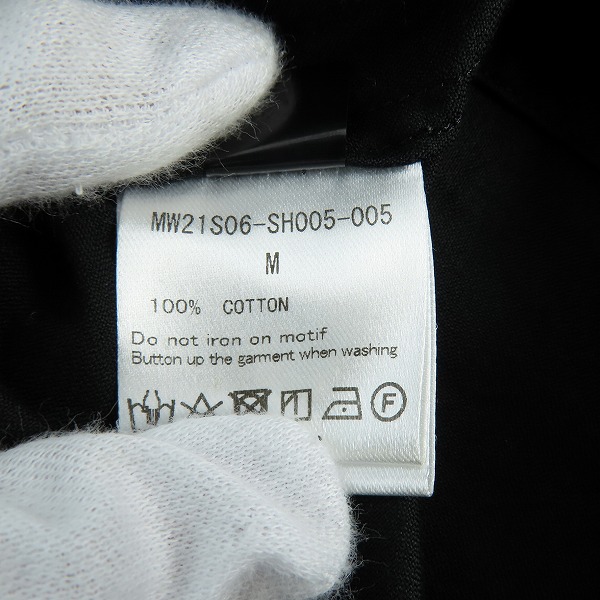 MW21S06-SH005-005
M
100% COTTON
Do not iron on motif
Button up the garment when washing
F